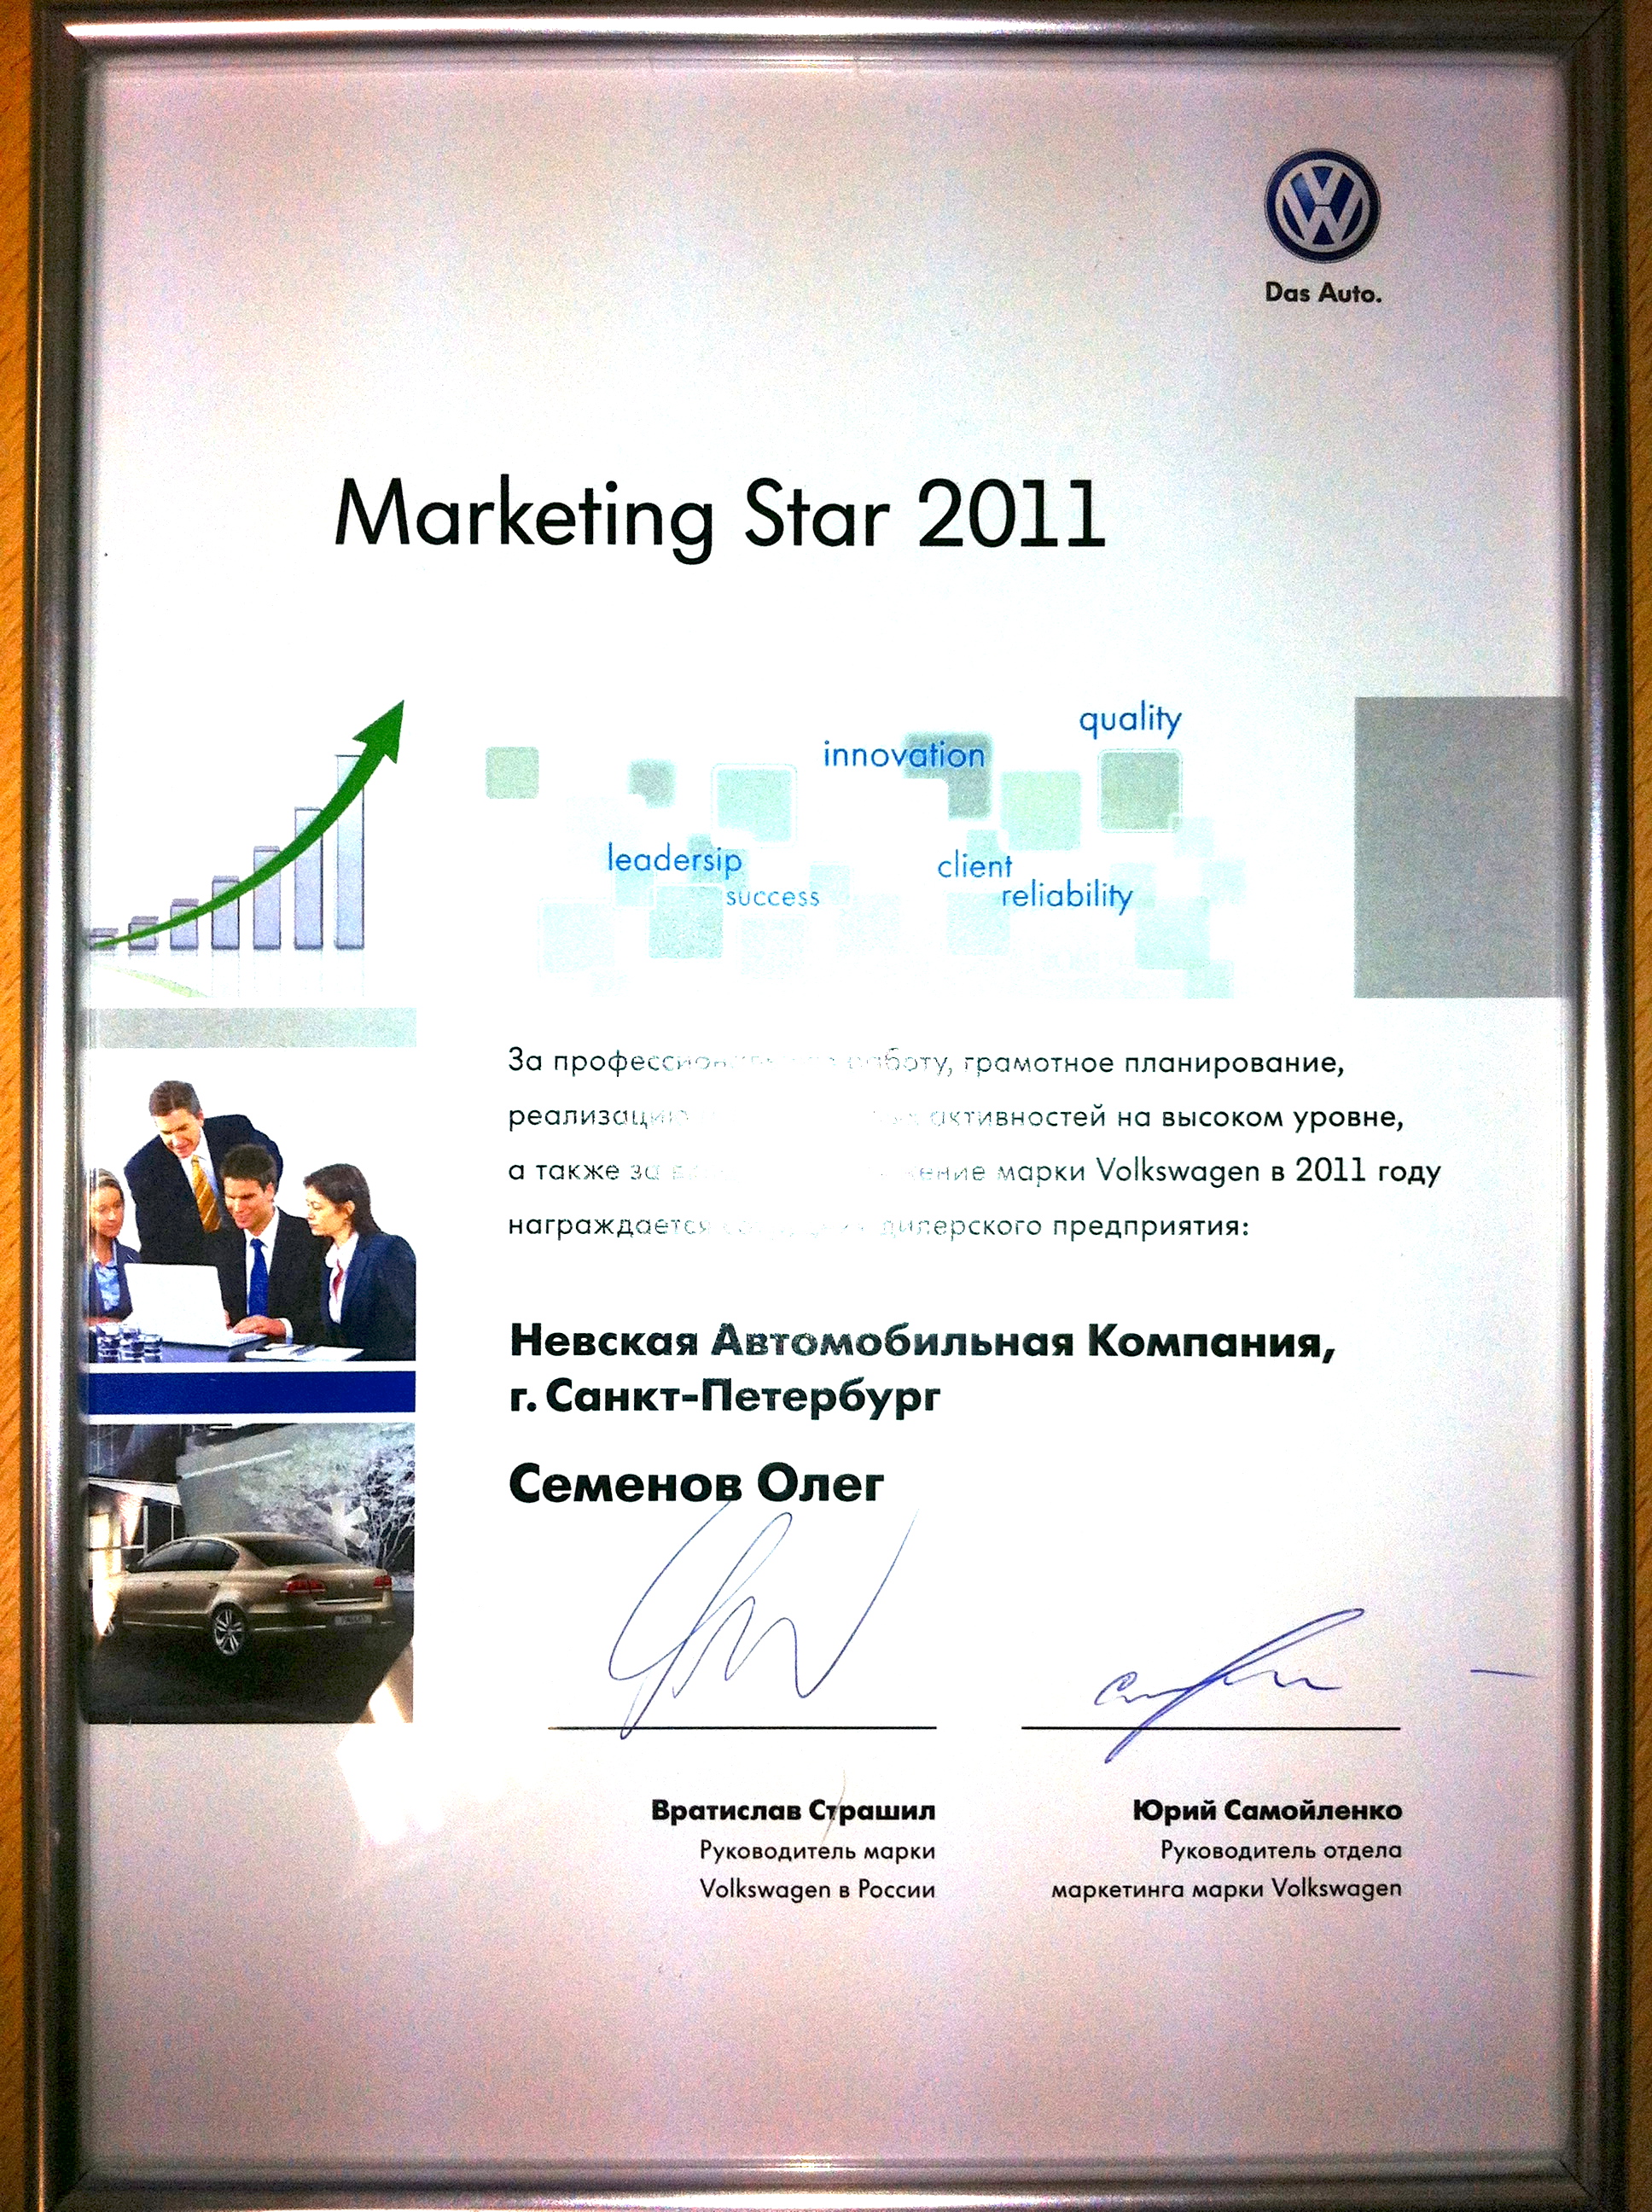 Das Auto.
Marketing Star 2011
quality
innovation
leadersip
client
success
reliability
За работу, грамотное планирование,
реализацию активностей на высоком уровне,
а также за марки Volkswagen в 2011 году
награждается дилерского предприятия:
Невская Автомобильная Компания,
г. Санкт-Петербург
Семенов Олег
Вратислав Страшил
Руководитель марки
Volkswagen в России
Юрий Самойленко
Руководитель отдела
маркетинга марки Volkswagen